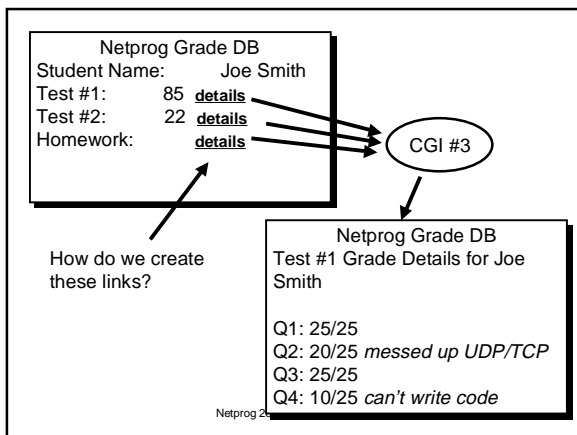 Netprog Grade DB
Student Name: Joe Smith
Test #1: 85 details
Test #2: 22 details
Homework: details
CGI #3
How do we create
these links?
Netprog Grade DB
Test #1 Grade Details for Joe
Smith
Q1: 25/25
Q2: 20/25 messed up UDP/TCP
Q3: 25/25
Q4: 10/25 can't write code
Netprog